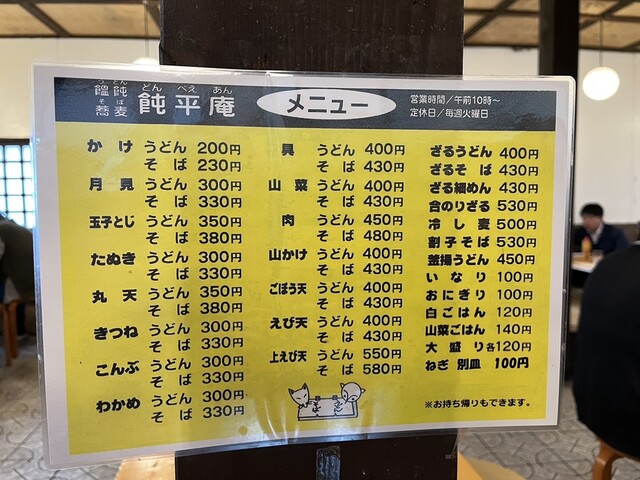 うどん
饂飩
そば
蕎麦
どんべえあん
飩平庵
メニュー
営業時間／午前10時～
定休日／毎週火曜日
かけ うどん 200円
そば 230円
月見 うどん 300円
そば 330円
玉子とじ うどん 350円
そば 380円
たぬき うどん 300円
そば 330円
丸天 うどん 350円
そば 380円
きつね うどん 300円
そば 330円
こんぶ うどん 300円
そば 330円
わかめ うどん 300円
そば 330円
具 うどん 400円
そば 430円
山菜 うどん 400円
そば 430円
肉 うどん 450円
そば 480円
山かけ うどん 400円
そば 430円
ごぼう天 うどん 400円
そば 430円
えび天 うどん 400円
そば 430円
上えび天 うどん 550円
そば 580円
ざるうどん 400円
ざるそば 430円
ざる細めん 430円
合のりざる 530円
冷し麦 500円
割子そば 530円
釜揚うどん 450円
いなり 100円
おにぎり 100円
白ごはん 120円
山菜ごはん 140円
大盛り各120円
ねぎ 別皿 100円
※お持ち帰りもできます。